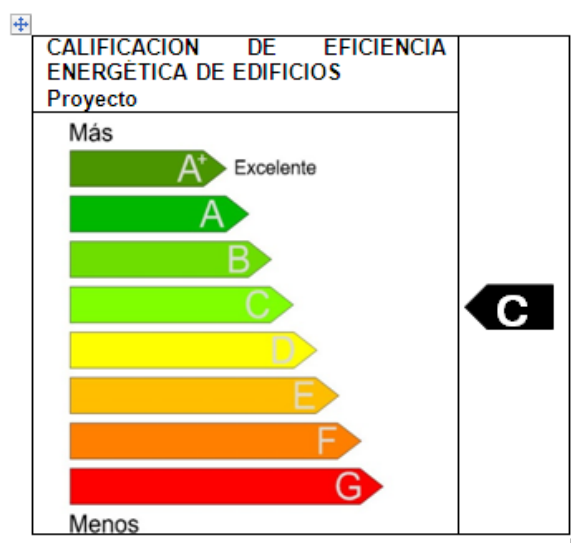 CALIFICACION DE EFICIENCIA
ENERGÉTICA DE EDIFICIOS
Proyecto
Más
A+ Excelente
A
B
C
C
D
E
F
G
Menos